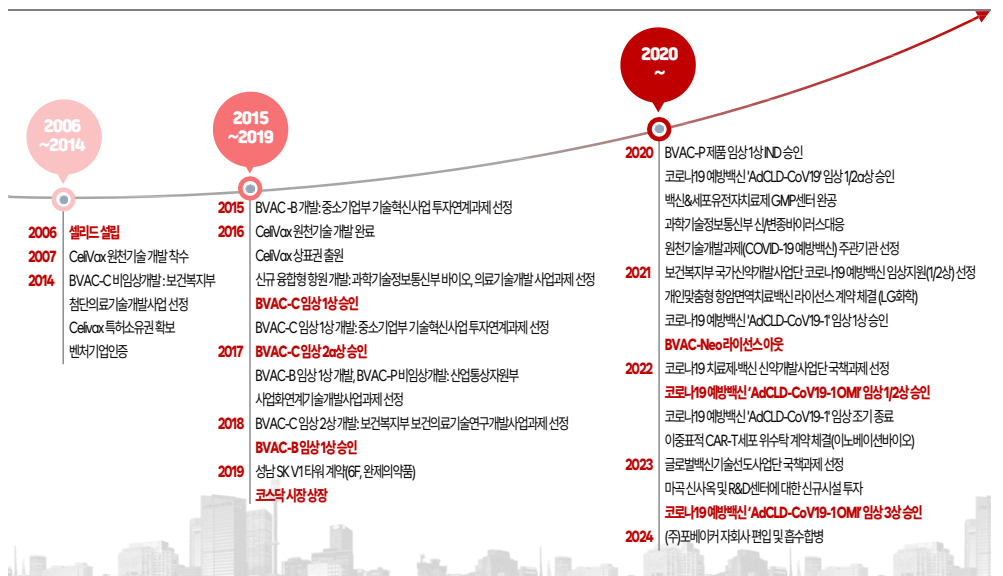 2006
~2014
2006 셀리드 설립
2007 CeliVax 원천기술 개발 착수
2014 BVAC-C 비임상개발 : 보건복지부
첨단의료기술개발사업 선정
Celivax 특허소유권 확보
벤처기업인증
2015
~2019
2015 BVAC -B 개발: 중소기업부 기술혁신사업 투자연계과제 선정
2016 CeliVax 원천기술 개발 완료
CeliVax 상표권 출원
신규 융합형 항원 개발 : 과학기술정보통신부 바이오, 의료기술개발 사업과제 선정
BVAC-C 임상 1상 승인
BVAC-C 임상 1상 개발: 중소기업부 기술혁신사업 투자연계과제 선정
2017 BVAC-C 임상 2α상 승인
BVAC-B 임상 1상 개발, BVAC-P 비임상개발 : 산업통상자원부
사업화연계기술개발사업과제 선정
2018 BVAC-C 임상 2상 개발: 보건복지부 보건의료기술연구개발사업과제 선정
BVAC-B 임상 1상 승인
2019 성남 SK V1 타워 계약(6F, 완제의약품)
코스닥 시장 상장
2020
~
2020 BVAC-P 제품 임상 1상 IND 승인
코로나19 예방백신 'AdCLD-CoV19' 임상 1/2α상 승인
백신&세포유전자치료제 GMP센터 완공
과학기술정보통신부 신/변종바이러스대응
원천기술개발과제(COVID-19 예방백신) 주관기관 선정
2021 보건복지부 국가신약개발사업단 코로나19 예방백신 임상지원(1/2상) 선정
개인맞춤형 항암면역치료백신 라이선스 계약 체결 (LG화학)
코로나19 예방백신 'AdCLD-CoV19-1' 임상 1상 승인
BVAC-Neo 라이선스 아웃
2022 코로나19 치료제·백신 신약개발사업단 국책과제 선정
코로나19 예방백신 ‘AdCLD-CoV19-1 OMI’ 임상 1/2상 승인
코로나19 예방백신 'AdCLD-CoV19-1' 임상 조기 종료
이중표적 CAR-T세포 위수탁 계약 체결(이노베이션바이오)
2023 글로벌백신기술선도사업단 국책과제 선정
마곡 신사옥 및 R&D센터에 대한 신규시설 투자
코로나19 예방백신 ‘AdCLD-CoV19-1 OMI’ 임상 3상 승인
2024 (주)포베이커 자회사 편입 및 흡수합병